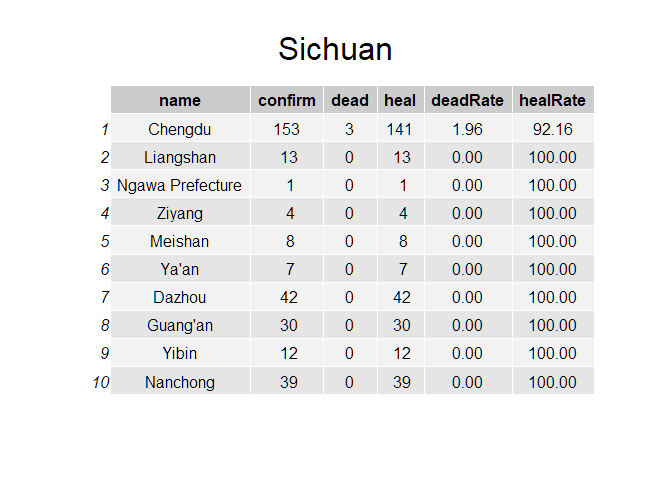 Sichuan
name confirm dead heal deadRate healRate
1 Chengdu 153 3 141 1.96 92.16
2 Liangshan 13 0 13 0.00 100.00
3 Ngawa Prefecture 1 0 1 0.00 100.00
4 Ziyang 4 0 4 0.00 100.00
5 Meishan 8 0 8 0.00 100.00
6 Ya'an 7 0 7 0.00 100.00
7 Dazhou 42 0 42 0.00 100.00
8 Guang'an 30 0 30 0.00 100.00
9 Yibin 12 0 12 0.00 100.00
10 Nanchong 39 0 39 0.00 100.00